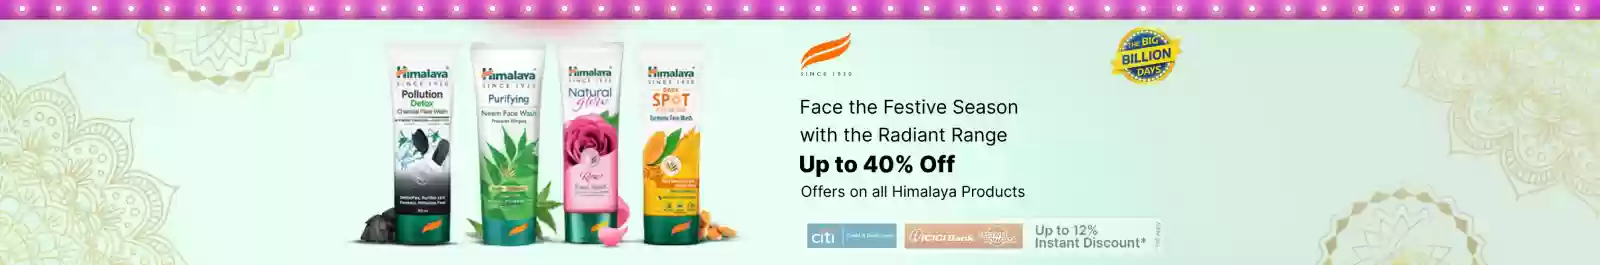 Himalaya
SINCE 1930
Pollution
Detox
Charcoal Face Wash
Himalaya
SINCE 1930
Purifying
Neem Face Wash
Prevents Pimples
Himalaya
SINCE 1930
Natural
glow
Rose
Face Wash
Himalaya
SINCE 1930
DARK
SPOT
Turmeric Face Wash
SINCE 1930
THE BIG
BILLION
DAYS
Face the Festive Season
with the Radiant Range
Up to 40% Off
Offers on all Himalaya Products
citi
ICICI Bank
Up to 12%
Instant Discount*